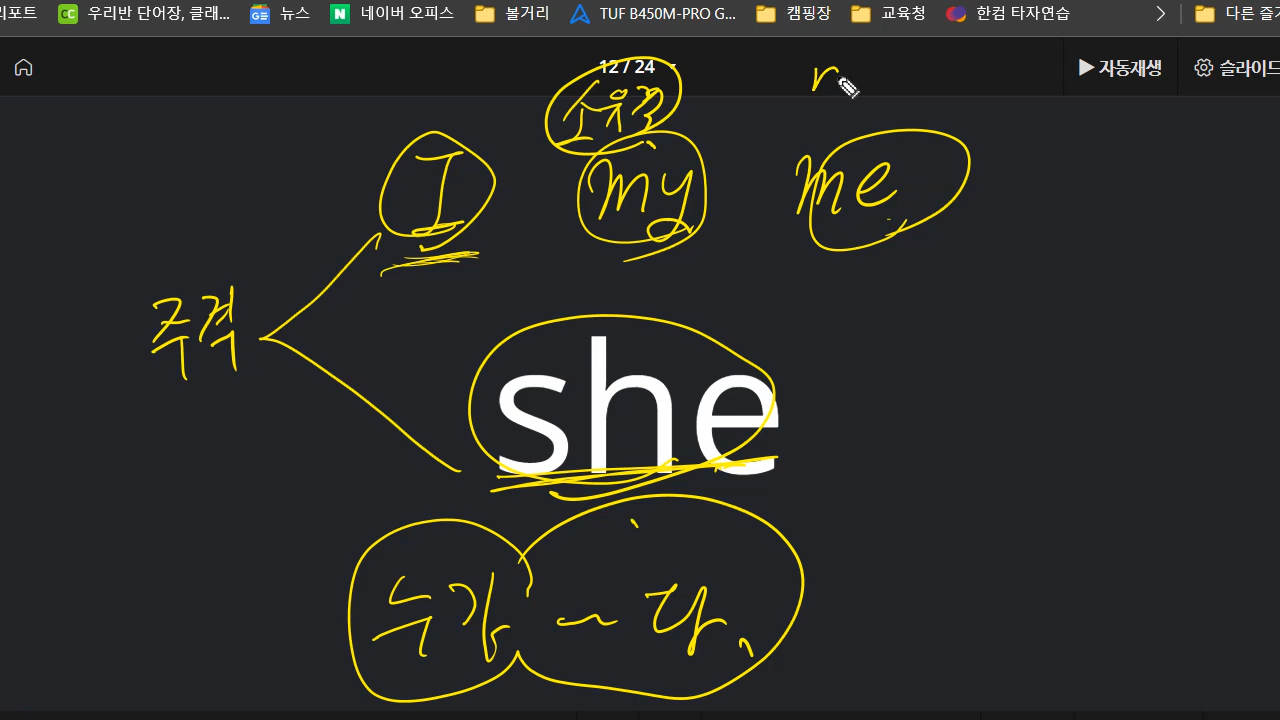 리포트 우리반 단어장, 클래... 뉴스 네이버 오피스 볼거리 TUF B450M-PRO G... 캠핑장 교육청 한컴 타자연습 다른 즐겨
12 / 24 자동재생 슬라이드
소유격
I my me
주격
she
누가 ~ 다.